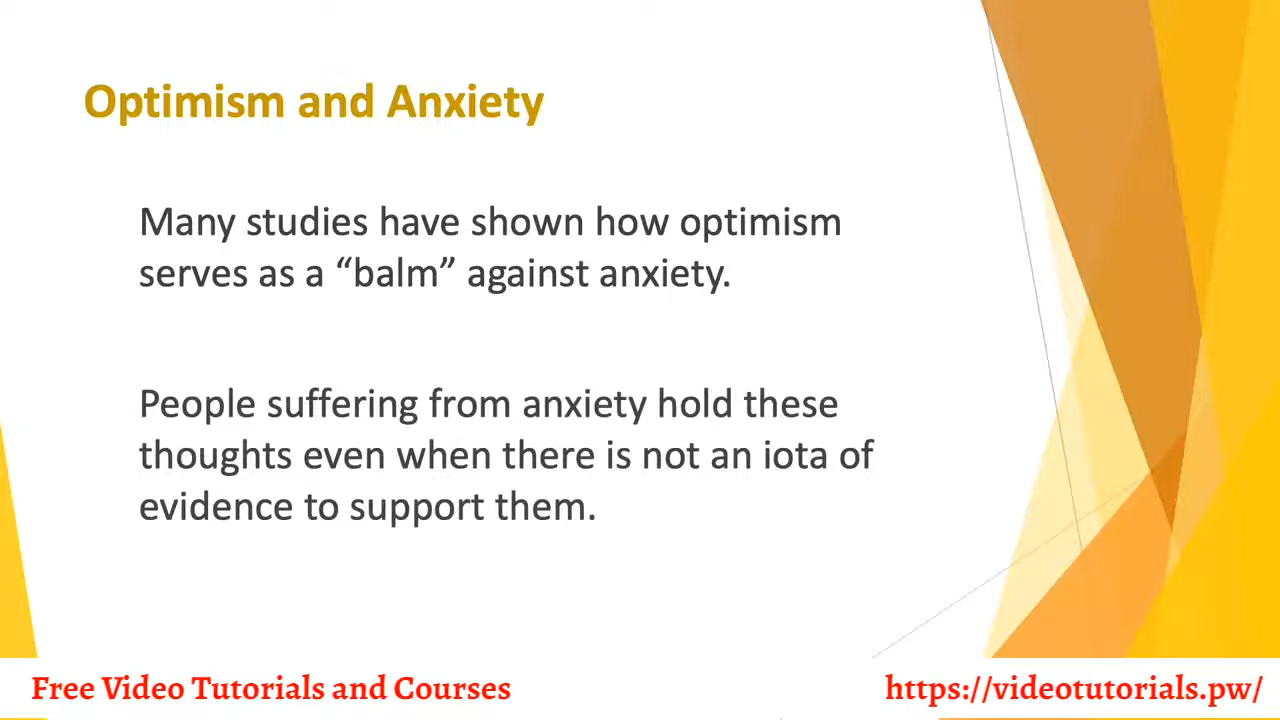 Optimism and Anxiety
Many studies have shown how optimism
serves as a “balm” against anxiety.
People suffering from anxiety hold these
thoughts even when there is not an iota of
evidence to support them.
Free Video Tutorials and Courses
https://videotutorials.pw/